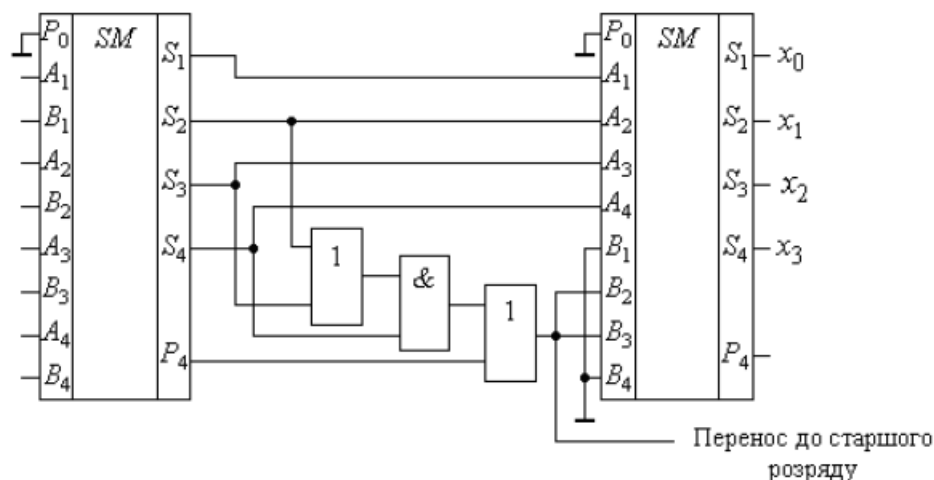 P₀ SM
S₁
A₁
B₁
S₂
A₂
S₃
B₂
A₃
S₄
B₃
A₄
P₄
B₄
1
&
1
P₀ SM
S₁ x₀
A₁
A₂
S₂ x₁
A₃
S₃ x₂
A₄
B₁
S₄ x₃
B₂
B₃
P₄
B₄
Перенос до старшого
розряду